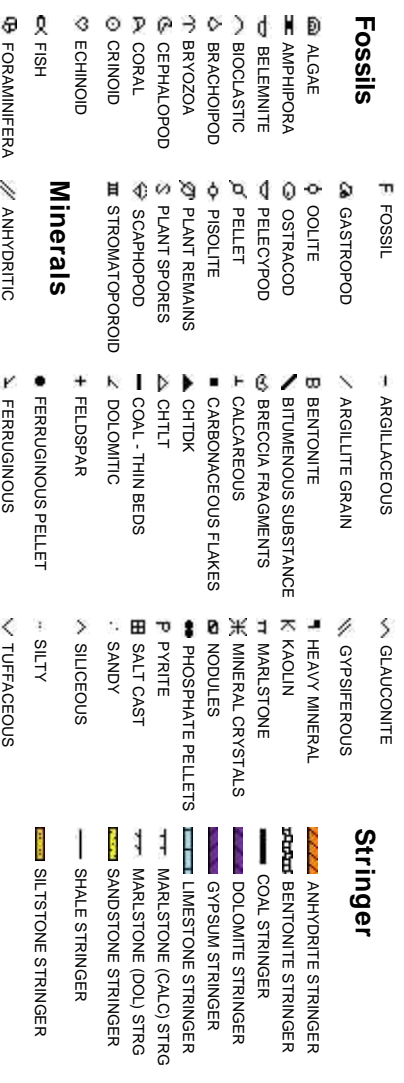 Fossils
ALGAE
AMPHIPORA
BELEMNITE
BIOCLASTIC
BRACHOIPOD
BRYOZOA
CEPHALOPOD
CORAL
CRINOID
ECHINOID
FISH
FORAMINIFERA
F FOSSIL
GASTROPOD
OOLITE
OSTRACOD
PELECYPOD
PELLET
PISOLITE
PLANT REMAINS
PLANT SPORES
SCAPHOPOD
STROMATOPOROID
Minerals
ANHYDRITIC
ARGILLACEOUS
ARGILLITE GRAIN
B BENTONITE
BITUMENOUS SUBSTANCE
BRECCIA FRAGMENTS
CALCAREOUS
CARBONACEOUS FLAKES
CHTDK
CHTLT
COAL - THIN BEDS
DOLOMITIC
FELDSPAR
FERRUGINOUS PELLET
FERRUGINOUS
GLAUCONITE
GYPSIFEROUS
HEAVY MINERAL
K KAOLIN
MARLSTONE
MINERAL CRYSTALS
NODULES
PHOSPHATE PELLETS
P PYRITE
SALT CAST
SANDY
SILICEOUS
SILTY
TUFFACEOUS
Stringer
ANHYDRITE STRINGER
BENTONITE STRINGER
COAL STRINGER
DOLOMITE STRINGER
GYPSUM STRINGER
LIMESTONE STRINGER
MARLSTONE (CALC) STRG
MARLSTONE (DOL) STRG
SANDSTONE STRINGER
SHALE STRINGER
SILTSTONE STRINGER